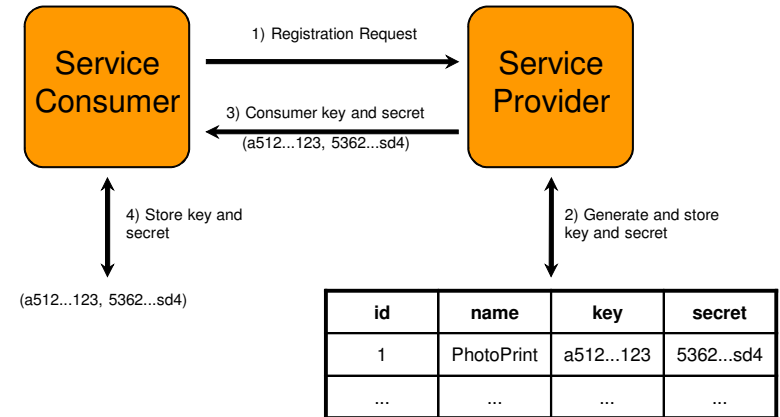 1) Registration Request
Service
Consumer
Service
Provider
3) Consumer key and secret
(a512...123, 5362...sd4)
4) Store key and
secret
2) Generate and store
key and secret
(a512...123, 5362...sd4)
id name key secret
1 PhotoPrint a512...123 5362...sd4
... ... ... ...